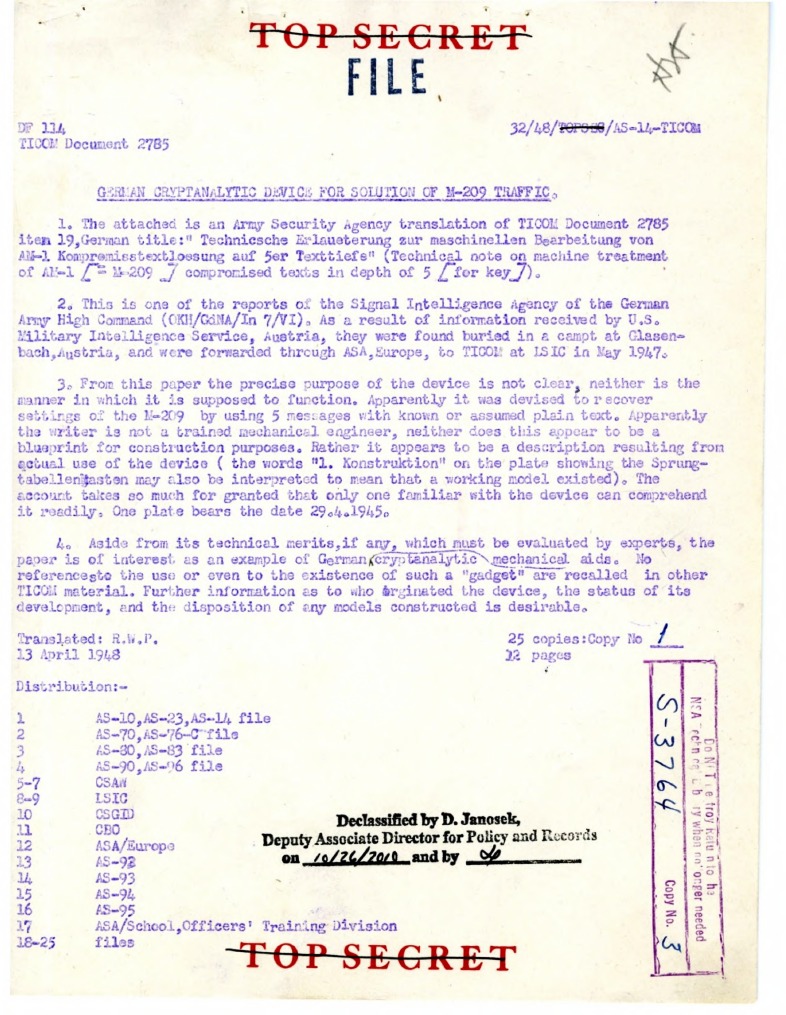 TOP SECRET
FILE
DF 114
TICOM Document 2785
32/48/TOPSEC/AS-14-TICOM
GERMAN CRYPTANALYTIC DEVICE FOR SOLUTION OF M-209 TRAFFIC.
1. The attached is an Army Security Agency translation of TICOM Document 2785
item 19,German title:" Technicsche Erlaueterung zur maschinellen Bearbeitung von
AM-1 Kompromisstextloesung auf 5er Texttiefe" (Technical note on machine treatment
of AM-1 [= M-209 ] compromised texts in depth of 5 [for key]).
2. This is one of the reports of the Signal Intelligence Agency of the German
Army High Command (OKH/GdNA/In 7/VI). As a result of information received by U.S.
Military Intelligence Service, Austria, they were found buried in a campt at Glasen-
bach,Austria, and were forwarded through ASA,Europe, to TICOM at LSIC in May 1947.
3. From this paper the precise purpose of the device is not clear, neither is the
manner in which it is supposed to function. Apparently it was devised to recover
settings of the M-209 by using 5 messages with known or assumed plain text. Apparently
the writer is not a trained mechanical engineer, neither does this appear to be a
blueprint for construction purposes. Rather it appears to be a description resulting from
actual use of the device ( the words "1. Konstruktion" on the plate showing the Sprung-
tabellenkasten may also be interpreted to mean that a working model existed). The
account takes so much for granted that only one familiar with the device can comprehend
it readily. One plate bears the date 29.4.1945.
4. Aside from its technical merits,if any, which must be evaluated by experts, the
paper is of interest as an example of German cryptanalytic mechanical aids. No
referencesto the use or even to the existence of such a "gadget" are recalled in other
TICOM material. Further information as to who orginated the device, the status of its
development, and the disposition of any models constructed is desirable.
Translated: R.W.P.
13 April 1948
25 copies:Copy No 1
12 pages
Distribution:-
1 AS-10,AS-23,AS-14 file
2 AS-70,AS-76-C file
3 AS-80,AS-83 file
4 AS-90,AS-96 file
5-7 CSAW
8-9 LSIC
10 CSGID
11 CBO
12 ASA/Europe
13 AS-92
14 AS-93
15 AS-94
16 AS-95
17 ASA/School,Officers' Training Division
18-25 files
Declassified by D. Janosek,
Deputy Associate Director for Policy and Records
on 10/26/2010 and by
TOP SECRET
when no longer needed
S-3764 Copy No. 3